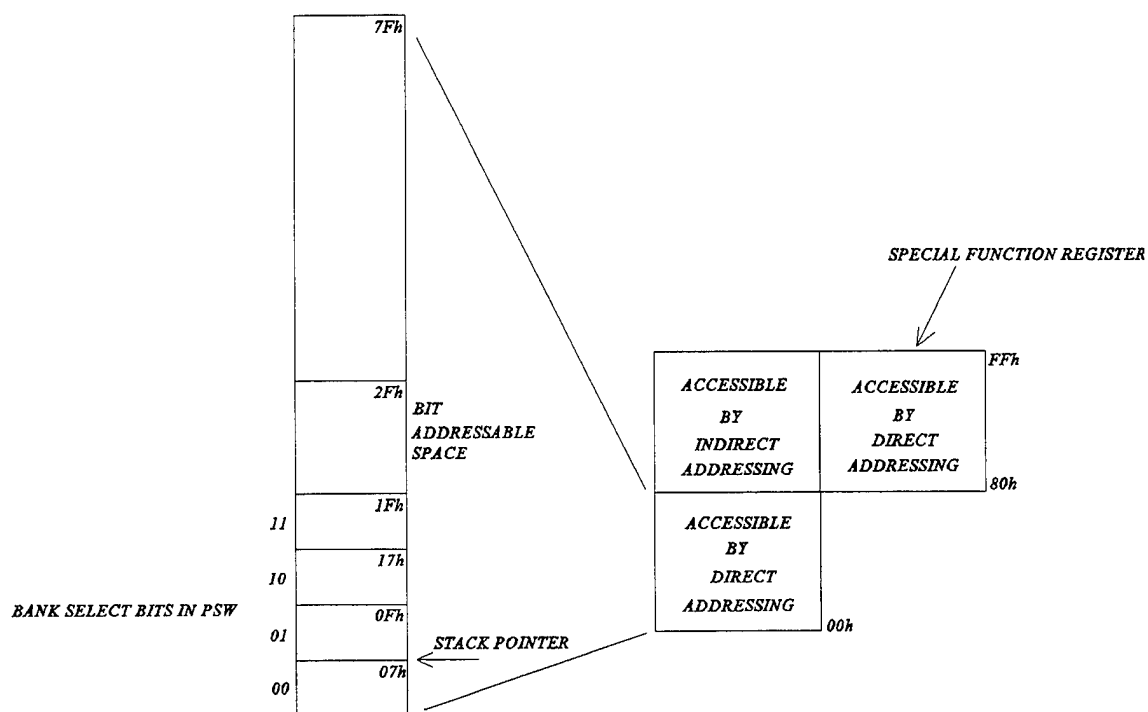 7Fh
SPECIAL FUNCTION REGISTER
FFh
ACCESSIBLE
BY
INDIRECT
ADDRESSING
ACCESSIBLE
BY
DIRECT
ADDRESSING
2Fh
BIT
ADDRESSABLE
SPACE
80h
1Fh
11
ACCESSIBLE
BY
DIRECT
ADDRESSING
17h
10
BANK SELECT BITS IN PSW
0Fh
01
00h
STACK POINTER
07h
00